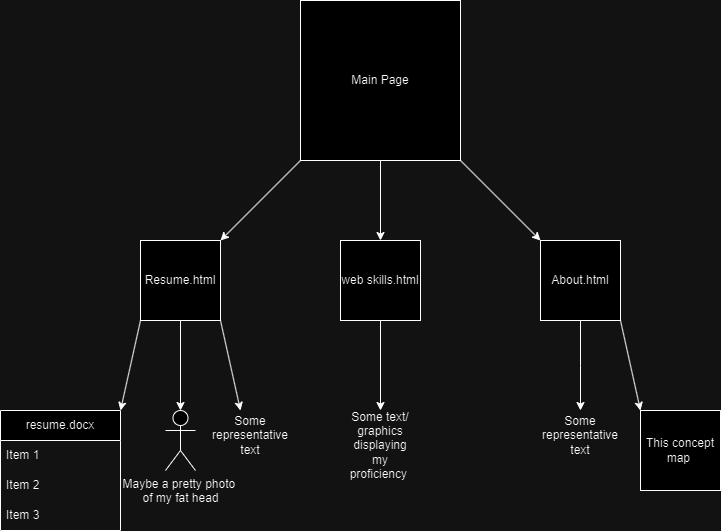 Main Page
Resume.html
web skills.html
About.html
resume.docx
Item 1
Item 2
Item 3
Maybe a pretty photo
of my fat head
Some
representative
text
Some text/
graphics
displaying
my
proficiency
Some
representative
text
This concept
map